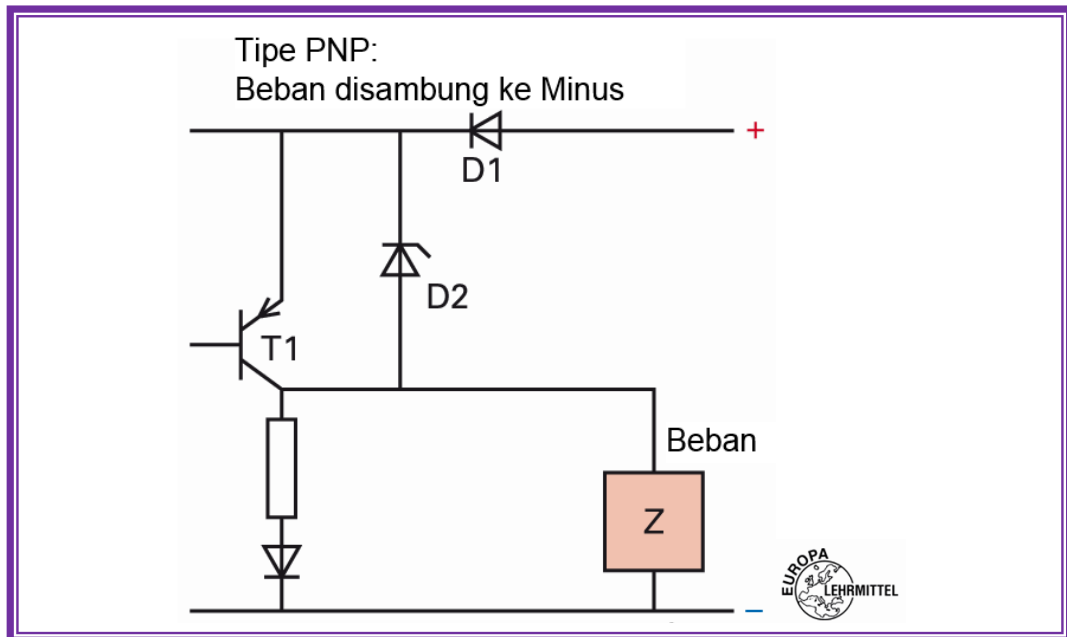 Tipe PNP:
Beban disambung ke Minus
+
D1
D2
T1
Beban
Z
EUROPA
LEHRMITTEL
−